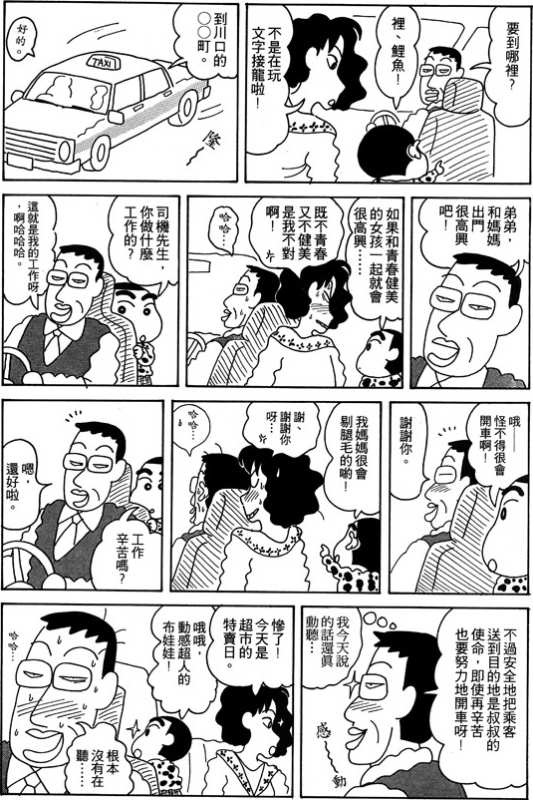 要到哪裡?
裡、鯉魚!
不是在玩
文字接龍啦!
到川口的
○○町。
TAXI
好的。
隆
弟弟,
和媽媽
出門
很高興
吧!
如果和青春健美
的女孩一起就會
很高興……
既不青春
又不健美
是我不對
啊!
哈哈…
司機先生,
你做什麼
工作的?
這就是我的工作呀
,啊哈哈哈。
哦——
怪不得很會
開車啊!
謝謝你。
我媽媽很會
剔腿毛的喲!
謝、
謝謝你
呀…
哈哈…
工作
辛苦嗎?
嗯,
還好啦。
不過安全地把乘客
送到目的地是叔叔的
使命,即使再辛苦
也要努力地開車呀!
我今天說
的話還真
動聽…
感
動
慘了!
今天是
超市的
特賣日。
哦哦,
動感超人的
布娃娃!
根本
沒有在
聽……
哈哈…